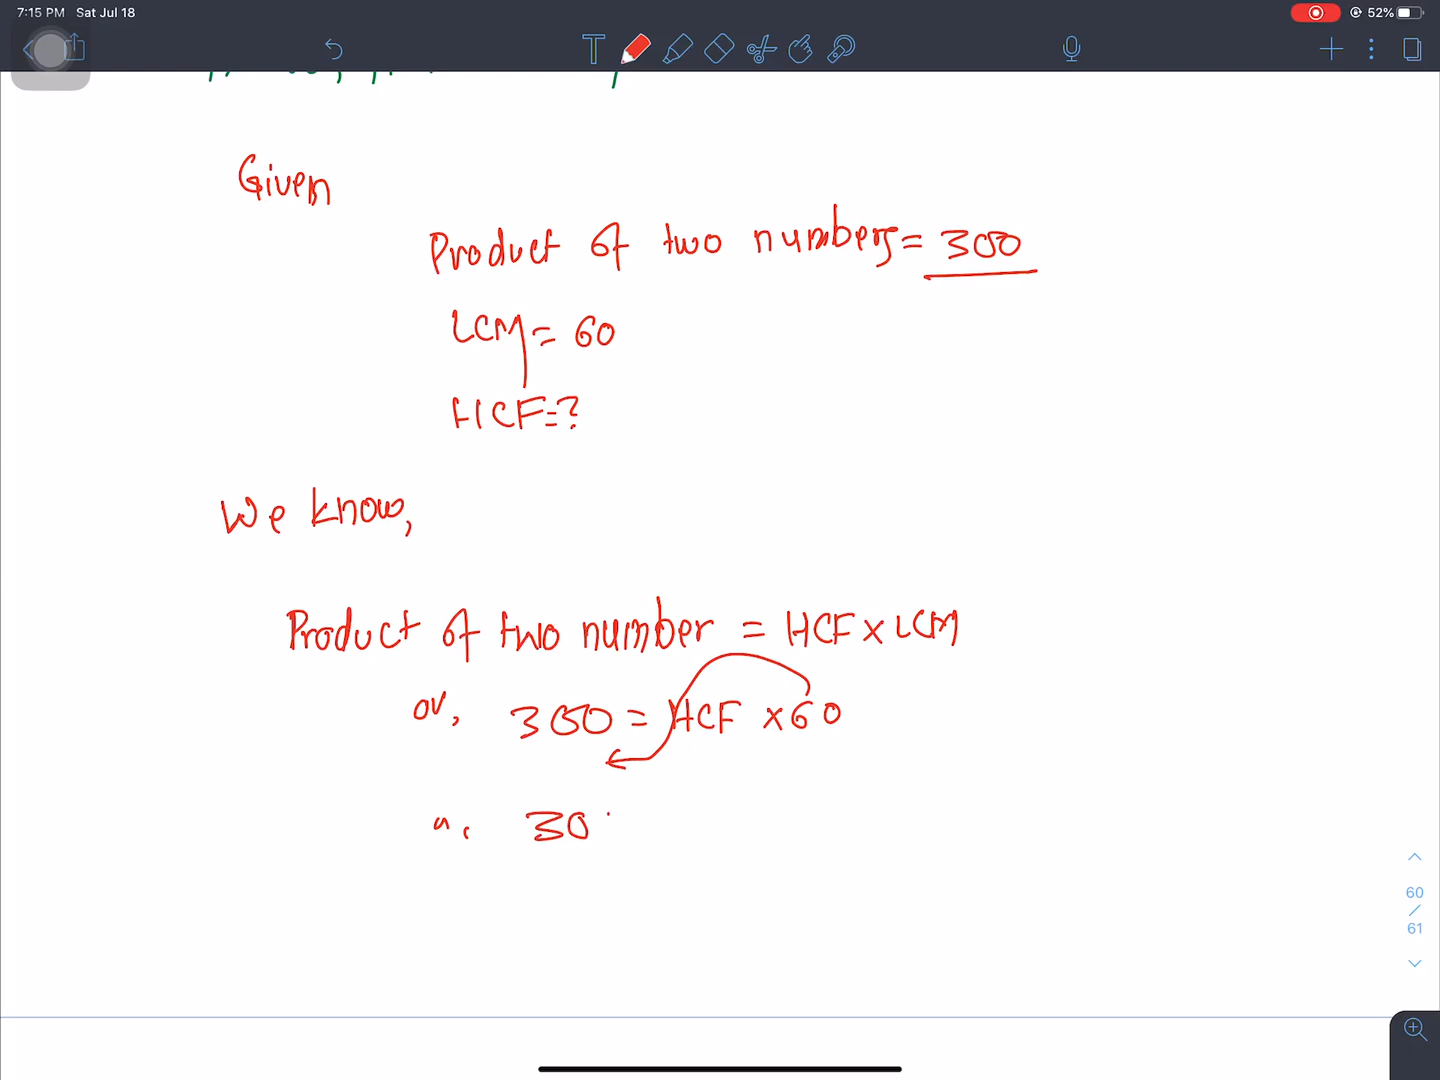 7:15 PM Sat Jul 18
52%
Given
Product of two numbers = 300
LCM = 60
HCF = ?
We know,
Product of two number = HCF × LCM
or, 300 = HCF × 60
30
60
/
61